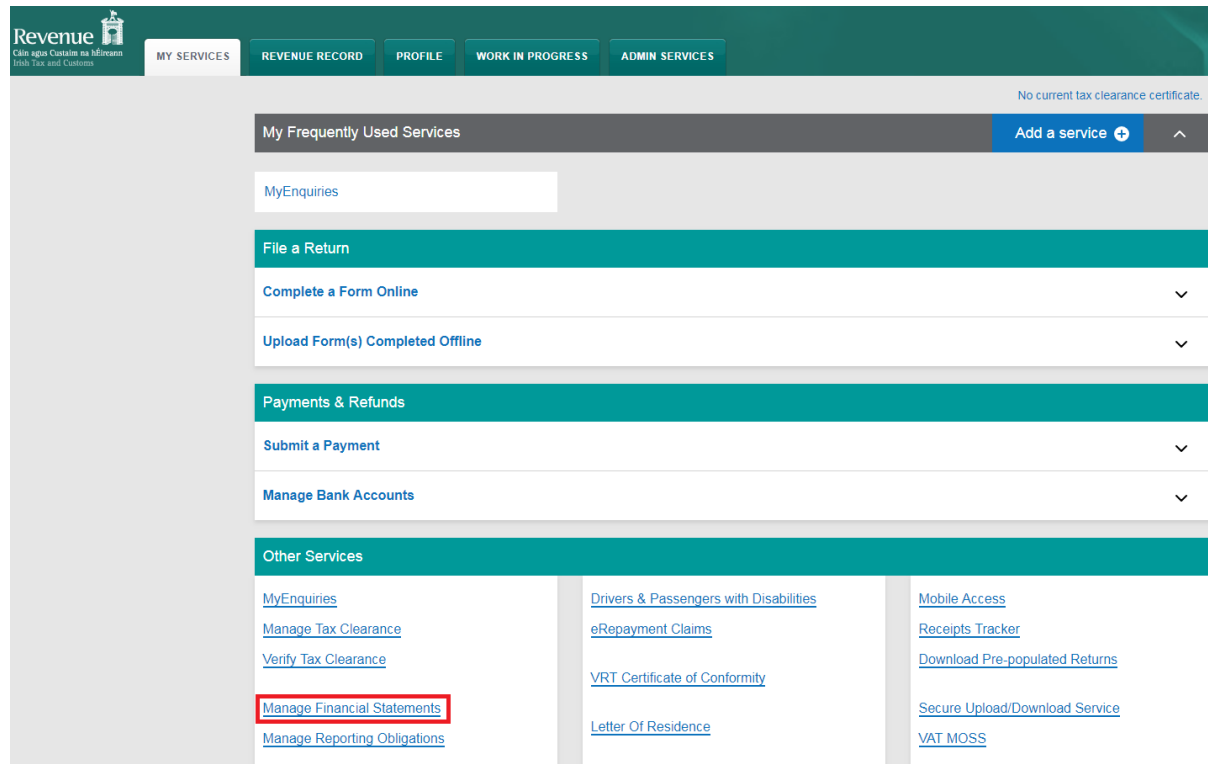 Revenue
Cáin agus Custaim na hÉireann
Irish Tax and Customs
MY SERVICES
REVENUE RECORD
PROFILE
WORK IN PROGRESS
ADMIN SERVICES
No current tax clearance certificate.
My Frequently Used Services
Add a service
MyEnquiries
File a Return
Complete a Form Online
Upload Form(s) Completed Offline
Payments & Refunds
Submit a Payment
Manage Bank Accounts
Other Services
MyEnquiries
Manage Tax Clearance
Verify Tax Clearance
Manage Financial Statements
Manage Reporting Obligations
Drivers & Passengers with Disabilities
eRepayment Claims
VRT Certificate of Conformity
Letter Of Residence
Mobile Access
Receipts Tracker
Download Pre-populated Returns
Secure Upload/Download Service
VAT MOSS